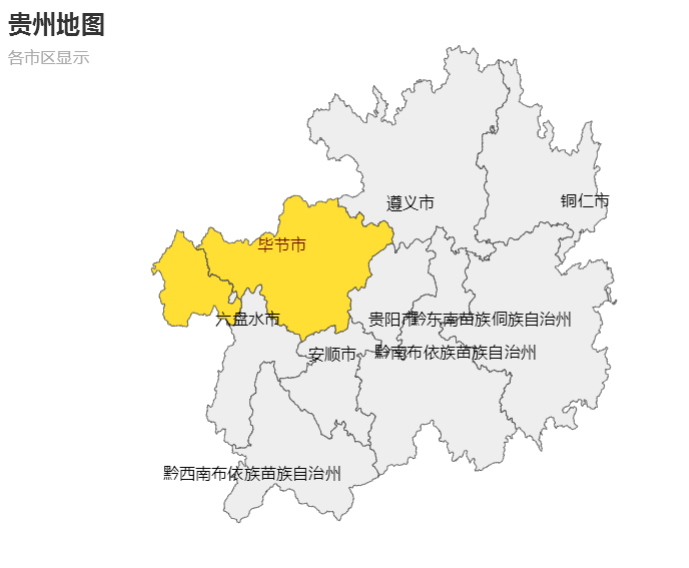 贵州地图
各市区显示
遵义市
铜仁市
毕节市
六盘水市
贵阳市
黔东南苗族侗族自治州
安顺市
黔南布依族苗族自治州
黔西南布依族苗族自治州